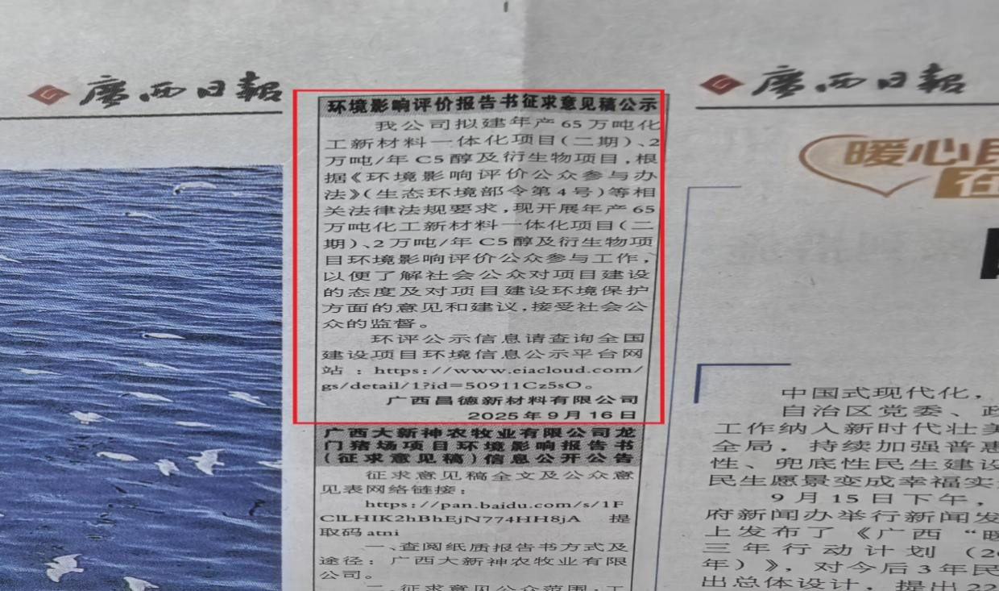 廣西日報
环境影响评价报告书征求意见稿公示
我公司拟建年产65万吨化
工新材料一体化项目(二期)、2
万吨/年C5醇及衍生物项目,根
据《环境影响评价公众参与办
法》(生态环境部令第4号)等相
关法律法规要求,现开展年产65
万吨化工新材料一体化项目(二
期)、2万吨/年C5醇及衍生物项
目环境影响评价公众参与工作,
以便了解社会公众对项目建设
的态度及对项目建设环境保护
方面的意见和建议,接受社会公
众的监督。
环评公示信息请查询全国
建设项目环境信息公示平台网
站:https://www.eiacloud.com/
gs/detail/1?id=50911Cz5sO。
广西昌德新材料有限公司
2025年9月16日
广西大新神农牧业有限公司龙
门猪场项目环境影响报告书
(征求意见稿)信息公开公告
征求意见稿全文及公众意
见表网络链接:
https://pan.baidu.com/s/1F
ClLHIK2hBhEjN774HH8jA 提
取码 atni
一、查阅纸质报告书方式及
途径:广西大新神农牧业有限
公司。
二、征求意见公众范围:工
廣西日報
暖心
在
中国式现代化,
自治区党委、政
工作纳入新时代壮美
全局,持续加强普惠
性、兜底性民生建设
民生愿景变成幸福实
9月15日下午,
府新闻办举行新闻发
上发布了《广西“暖
三年行动计划(20
年)》,对今后3年民
出总体设计,提出22